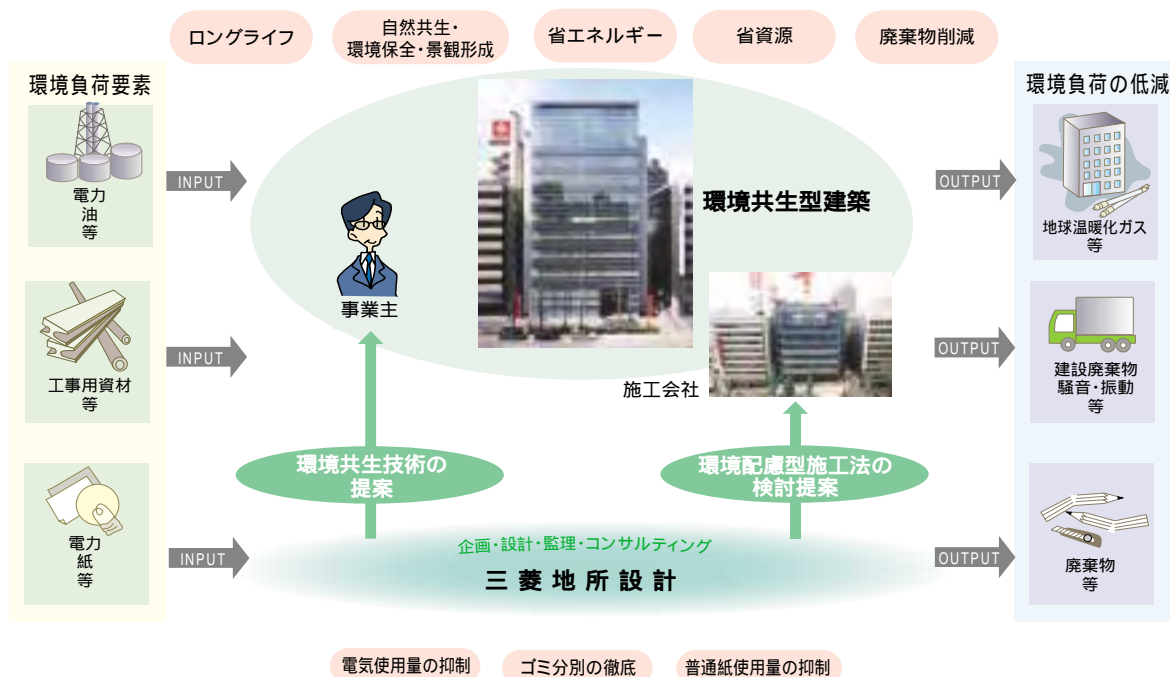 ロングライフ
自然共生・
環境保全・景観形成
省エネルギー
省資源
廃棄物削減
環境負荷要素
電力
油
等
工事用資材
等
電力
紙
等
INPUT
INPUT
INPUT
事業主
環境共生型建築
施工会社
環境共生技術の
提案
環境配慮型施工法の
検討提案
企画・設計・監理・コンサルティング
三菱地所設計
OUTPUT
OUTPUT
OUTPUT
環境負荷の低減
地球温暖化ガス
等
建設廃棄物
騒音・振動
等
廃棄物
等
電気使用量の抑制
ゴミ分別の徹底
普通紙使用量の抑制